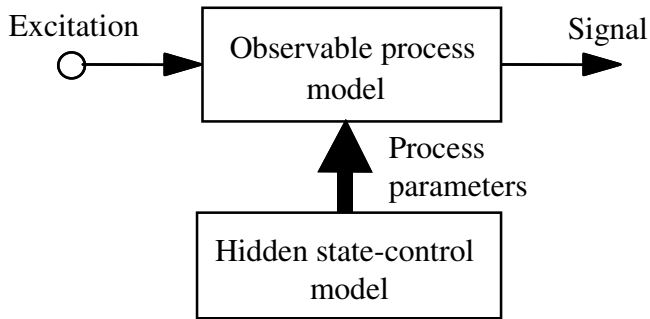 Excitation
Signal
Observable process
model
Process
parameters
Hidden state-control
model